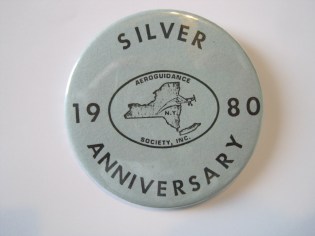 SILVER
AEROGUIDANCE
19 80
N.Y.
SOCIETY, INC.
ANNIVERSARY